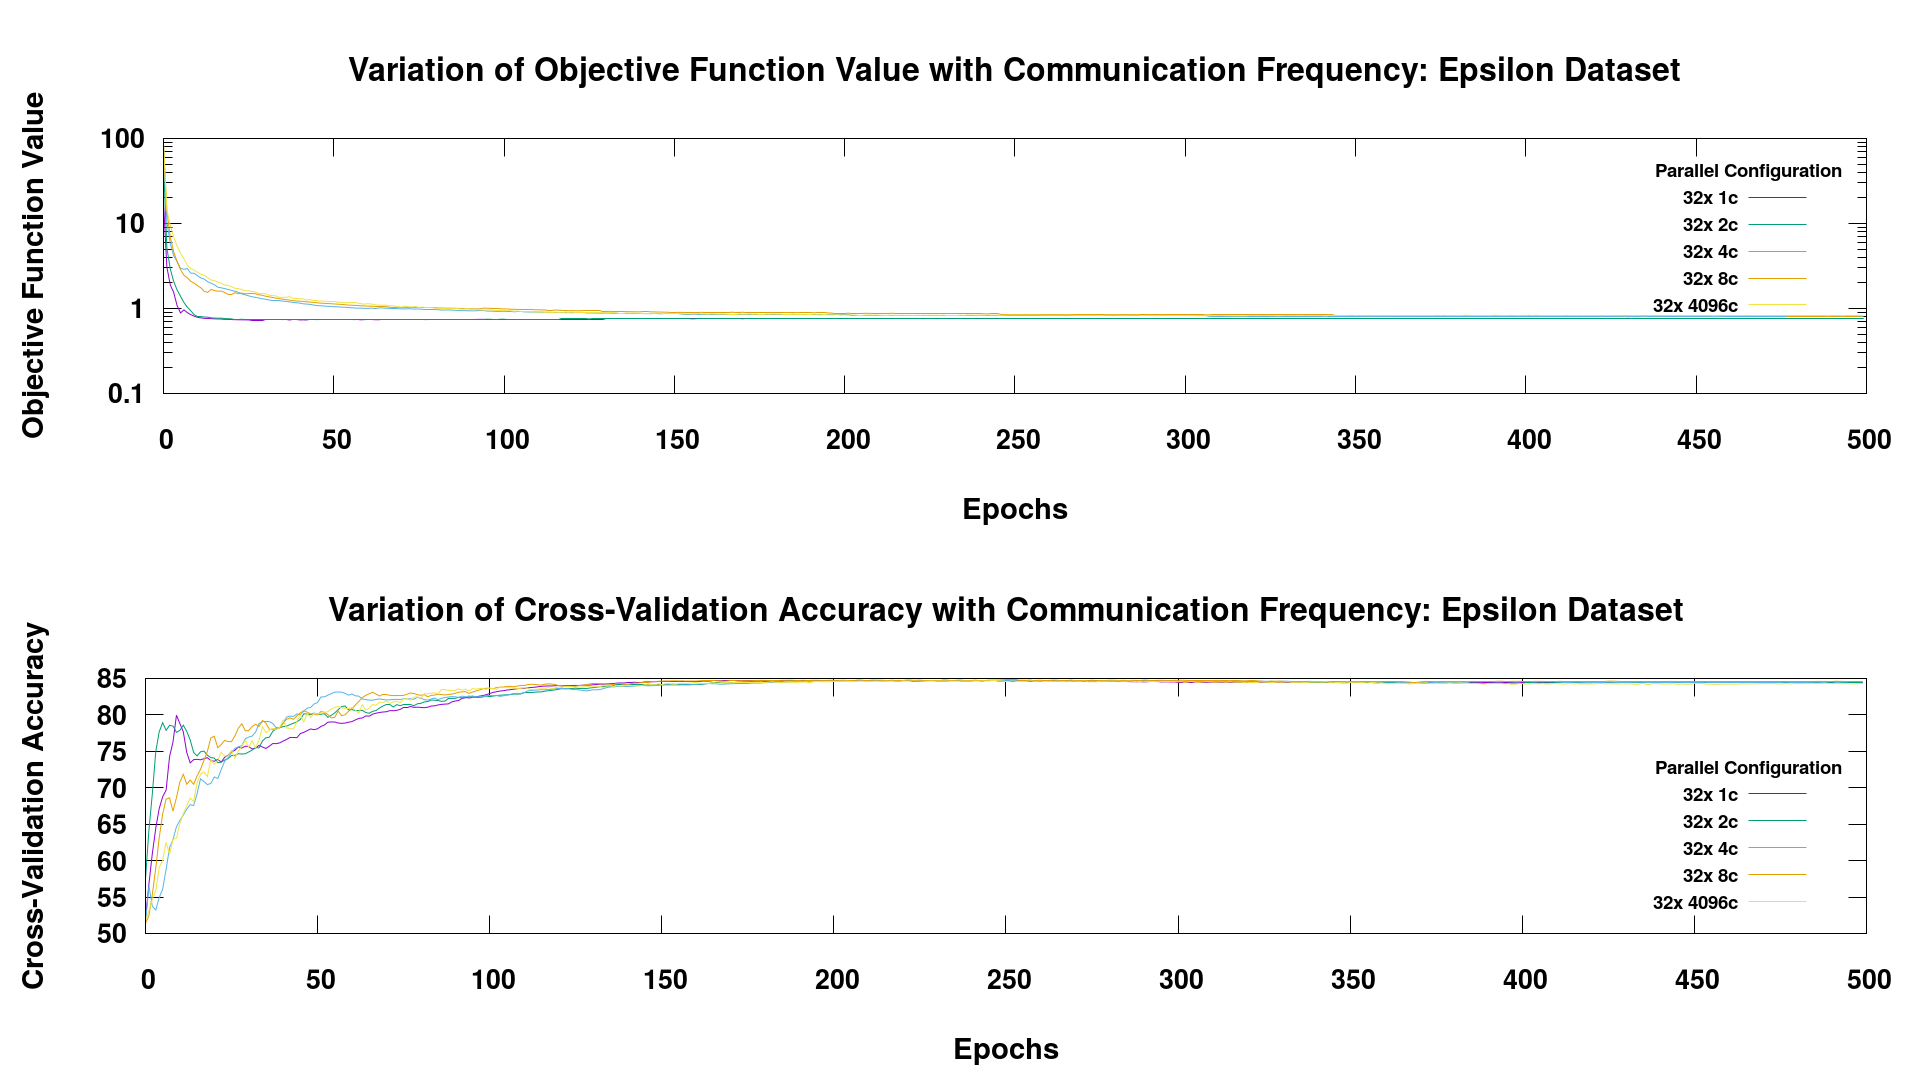 Variation of Objective Function Value with Communication Frequency: Epsilon Dataset
Objective Function Value
100
10
1
0.1
Parallel Configuration
32x 1c
32x 2c
32x 4c
32x 8c
32x 4096c
0 50 100 150 200 250 300 350 400 450 500
Epochs
Variation of Cross-Validation Accuracy with Communication Frequency: Epsilon Dataset
Cross-Validation Accuracy
85
80
75
70
65
60
55
50
Parallel Configuration
32x 1c
32x 2c
32x 4c
32x 8c
32x 4096c
0 50 100 150 200 250 300 350 400 450 500
Epochs